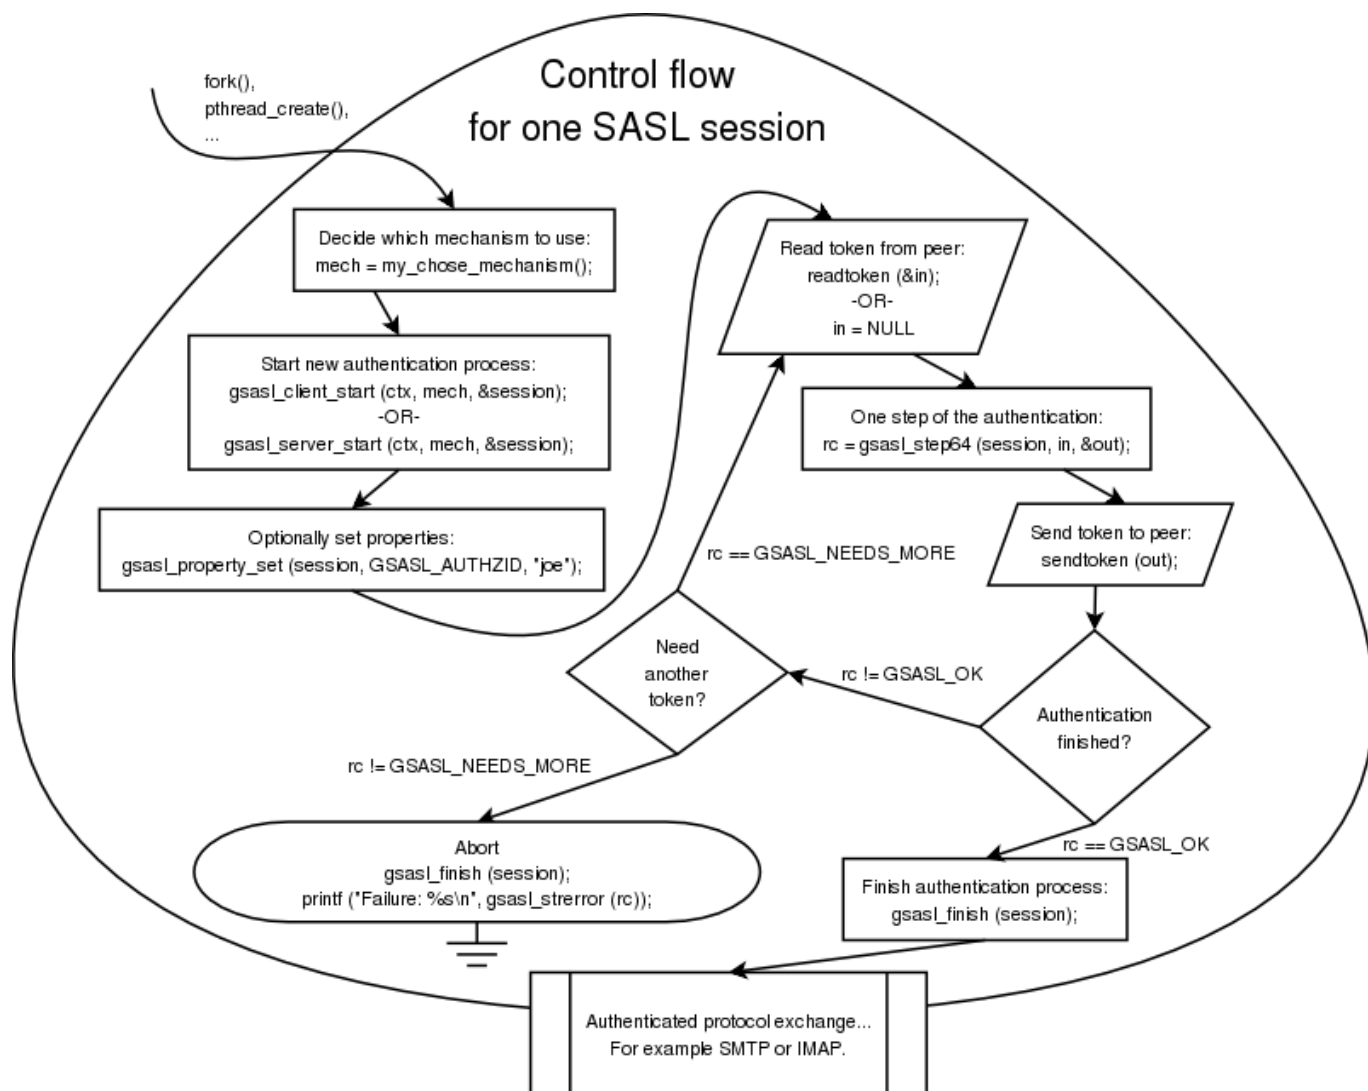 Control flow
for one SASL session
fork(),
pthread_create(),
...
Decide which mechanism to use:
mech = my_chose_mechanism();
Start new authentication process:
gsasl_client_start (ctx, mech, &session);
-OR-
gsasl_server_start (ctx, mech, &session);
Optionally set properties:
gsasl_property_set (session, GSASL_AUTHZID, "joe");
Read token from peer:
readtoken (&in);
-OR-
in = NULL
One step of the authentication:
rc = gsasl_step64 (session, in, &out);
Send token to peer:
sendtoken (out);
Authentication
finished?
rc != GSASL_OK
Need
another
token?
rc == GSASL_NEEDS_MORE
rc != GSASL_NEEDS_MORE
Abort
gsasl_finish (session);
printf ("Failure: %s\n", gsasl_strerror (rc));
rc == GSASL_OK
Finish authentication process:
gsasl_finish (session);
Authenticated protocol exchange...
For example SMTP or IMAP.